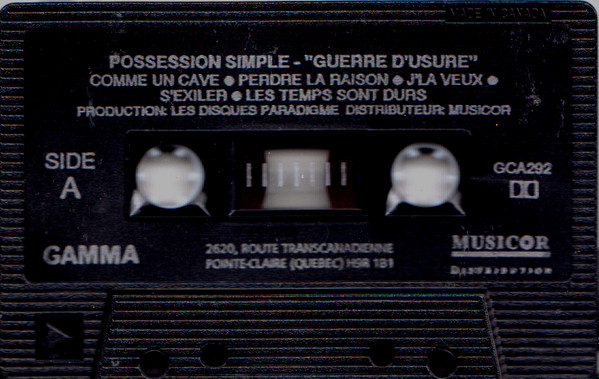 MADE IN CANADA
POSSESSION SIMPLE - "GUERRE D'USURE"
COMME UN CAVE ● PERDRE LA RAISON ● J'LA VEUX ●
S'EXILER ● LES TEMPS SONT DURS
PRODUCTION: LES DISQUES PARADIGME DISTRIBUTEUR: MUSICOR
SIDE
A
GCA292
GAMMA
2620, ROUTE TRANSCANADIENNE
POINTE-CLAIRE (QUEBEC) H9R 1B1
MUSICOR
DISTRIBUTION